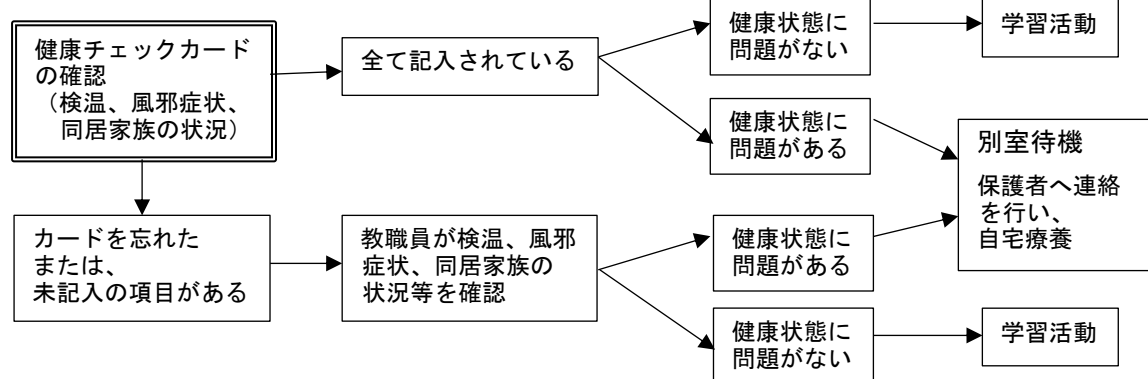 健康チェックカード
の確認
（検温、風邪症状、
同居家族の状況）
全て記入されている
健康状態に
問題がない
学習活動
健康状態に
問題がある
別室待機
保護者へ連絡
を行い、
自宅療養
カードを忘れた
または、
未記入の項目がある
教職員が検温、風邪
症状、同居家族の
状況等を確認
健康状態に
問題がある
健康状態に
問題がない
学習活動